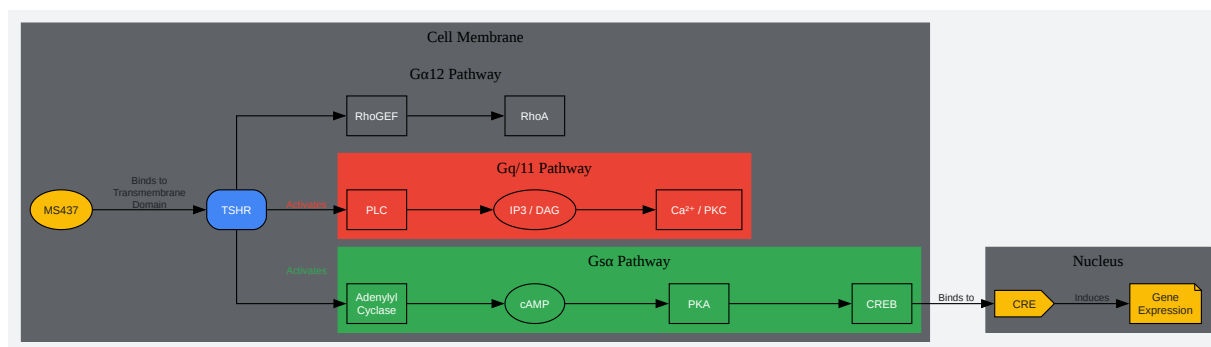 Cell Membrane
Gα12 Pathway
RhoGEF
RhoA
Gq/11 Pathway
MS437
Binds to
Transmembrane
Domain
TSHR
Activates
PLC
IP3 / DAG
Ca²⁺ / PKC
Activates
Gsα Pathway
Adenylyl
Cyclase
cAMP
PKA
CREB
Binds to
Nucleus
CRE
Induces
Gene
Expression